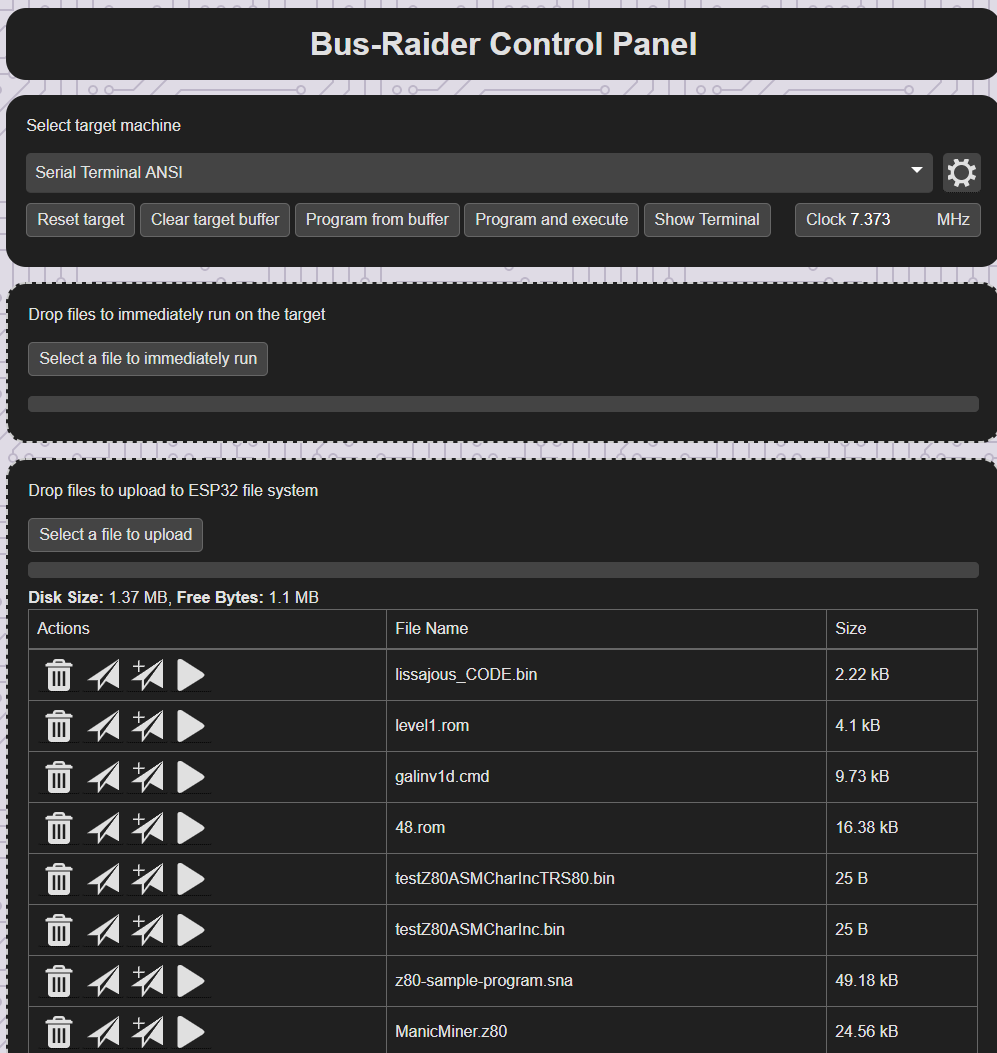 Bus-Raider Control Panel
Select target machine
Serial Terminal ANSI
Reset target Clear target buffer Program from buffer Program and execute Show Terminal Clock 7.373 MHz
Drop files to immediately run on the target
Select a file to immediately run
Drop files to upload to ESP32 file system
Select a file to upload
Disk Size: 1.37 MB, Free Bytes: 1.1 MB
Actions File Name Size
lissajous_CODE.bin 2.22 kB
level1.rom 4.1 kB
galinv1d.cmd 9.73 kB
48.rom 16.38 kB
testZ80ASMCharIncTRS80.bin 25 B
testZ80ASMCharInc.bin 25 B
z80-sample-program.sna 49.18 kB
ManicMiner.z80 24.56 kB